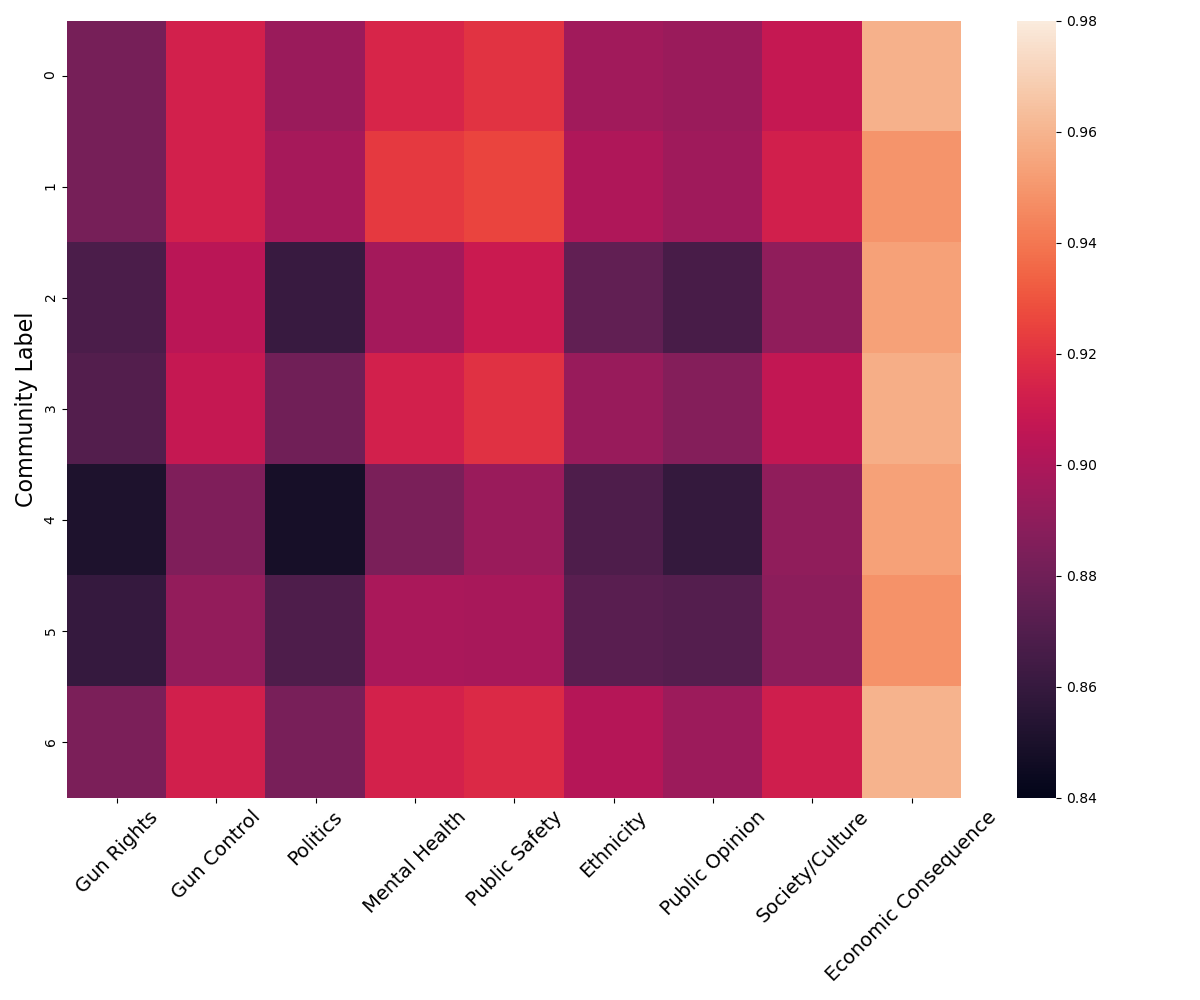 Community Label
0
1
2
3
4
5
6
Gun Rights
Gun Control
Politics
Mental Health
Public Safety
Ethnicity
Public Opinion
Society/Culture
Economic Consequence
0.98
0.96
0.94
0.92
0.90
0.88
0.86
0.84